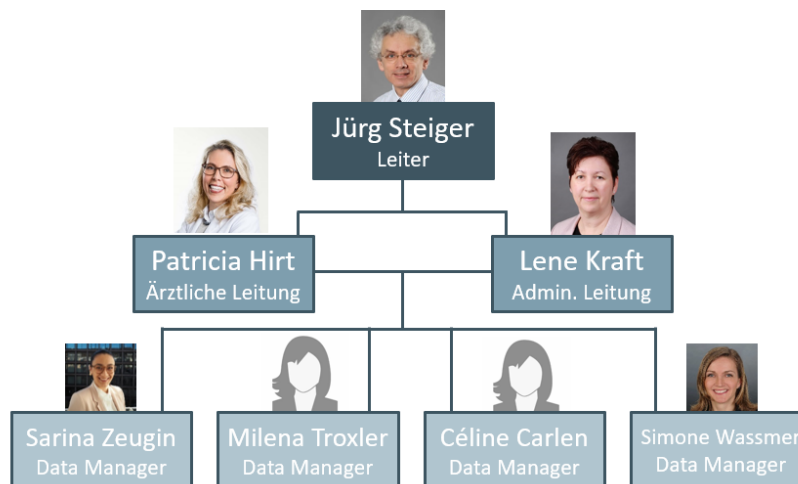 Jürg Steiger
Leiter
Patricia Hirt
Ärztliche Leitung
Lene Kraft
Admin. Leitung
Sarina Zeugin
Data Manager
Milena Troxler
Data Manager
Céline Carlen
Data Manager
Simone Wassmer
Data Manager